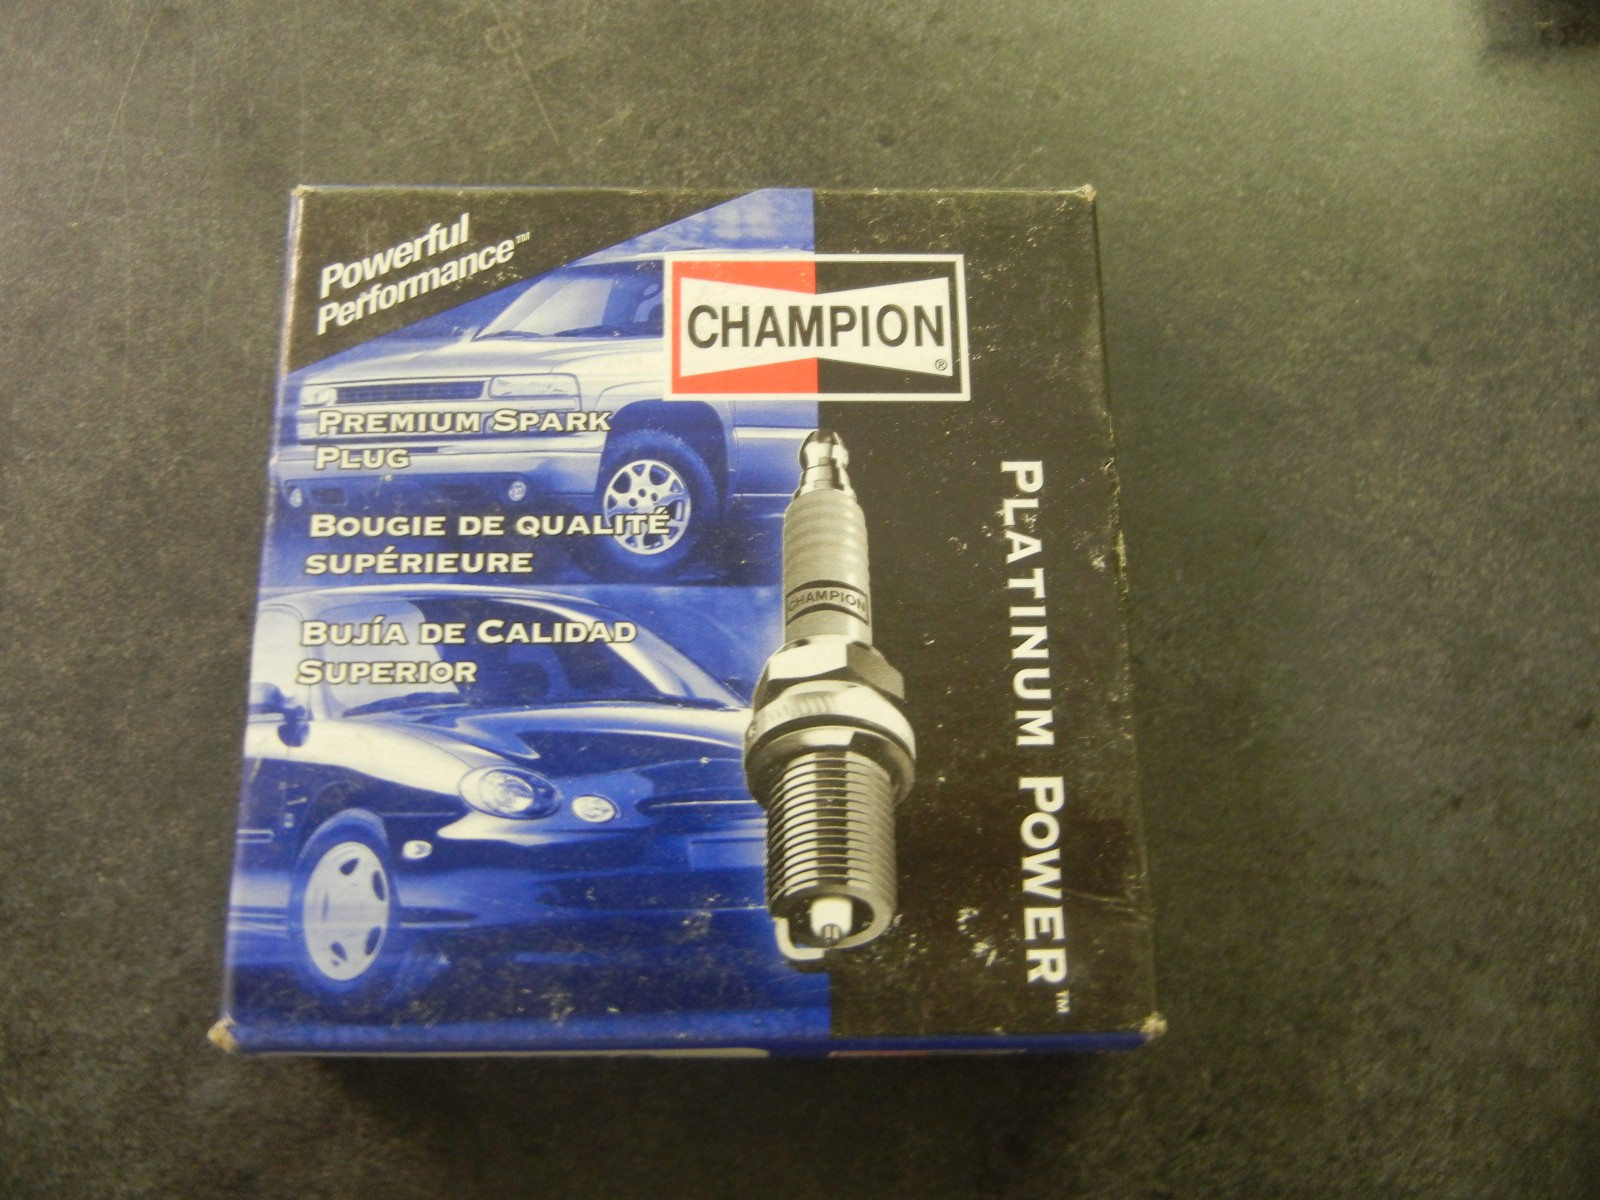 Powerful
Performance™
CHAMPION
®
PREMIUM SPARK
PLUG
BOUGIE DE QUALITÉ
SUPÉRIEURE
BUJÍA DE CALIDAD
SUPERIOR
CHAMPION
PLATINUM POWER™